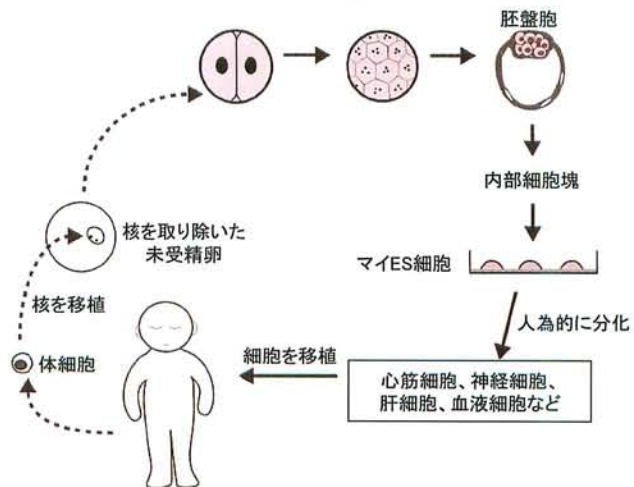 胚盤胞
内部細胞塊
マイES細胞
人為的に分化
心筋細胞、神経細胞、
肝細胞、血液細胞など
細胞を移植
体細胞
核を移植
核を取り除いた
未受精卵